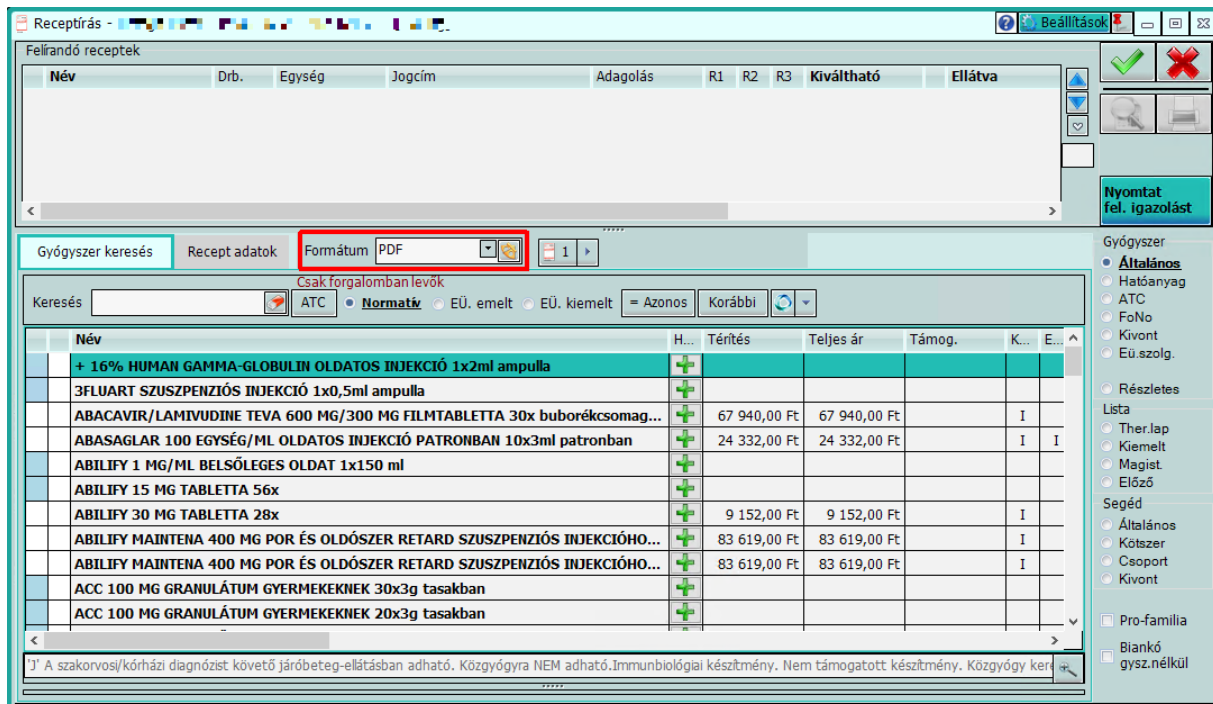 Receptírás -
Beállítások
Felírandó receptek
Név Drb. Egység Jogcím Adagolás R1 R2 R3 Kiváltható Ellátva
Nyomtat
fel. igazolást
Gyógyszer keresés Recept adatok Formátum PDF 1
Csak forgalomban levők
Keresés ATC Normatív EÜ. emelt EÜ. kiemelt = Azonos Korábbi
Név H... Térítés Teljes ár Támog. K... E...
+ 16% HUMAN GAMMA-GLOBULIN OLDATOS INJEKCIÓ 1x2ml ampulla
3FLUART SZUSZPENZIÓS INJEKCIÓ 1x0,5ml ampulla
ABACAVIR/LAMIVUDINE TEVA 600 MG/300 MG FILMTABLETTA 30x buborékcsomag... 67 940,00 Ft 67 940,00 Ft I
ABASAGLAR 100 EGYSÉG/ML OLDATOS INJEKCIÓ PATRONBAN 10x3ml patronban 24 332,00 Ft 24 332,00 Ft I I
ABILIFY 1 MG/ML BELSŐLEGES OLDAT 1x150 ml
ABILIFY 15 MG TABLETTA 56x
ABILIFY 30 MG TABLETTA 28x 9 152,00 Ft 9 152,00 Ft I
ABILIFY MAINTENA 400 MG POR ÉS OLDÓSZER RETARD SZUSZPENZIÓS INJEKCIÓHO... 83 619,00 Ft 83 619,00 Ft I
ABILIFY MAINTENA 400 MG POR ÉS OLDÓSZER RETARD SZUSZPENZIÓS INJEKCIÓHO... 83 619,00 Ft 83 619,00 Ft I
ACC 100 MG GRANULÁTUM GYERMEKEKNEK 30x3g tasakban
ACC 100 MG GRANULÁTUM GYERMEKEKNEK 20x3g tasakban
'J' A szakorvosi/kórházi diagnózist követő járóbeteg-ellátásban adható. Közgyógyra NEM adható.Immunbiológiai készítmény. Nem támogatott készítmény. Közgyógy kere
Gyógyszer
Általános
Hatóanyag
ATC
FoNo
Kivont
Eü.szolg.
Részletes
Lista
Ther.lap
Kiemelt
Magist.
Előző
Segéd
Általános
Kötszer
Csoport
Kivont
Pro-familia
Biankó
gysz.nélkül